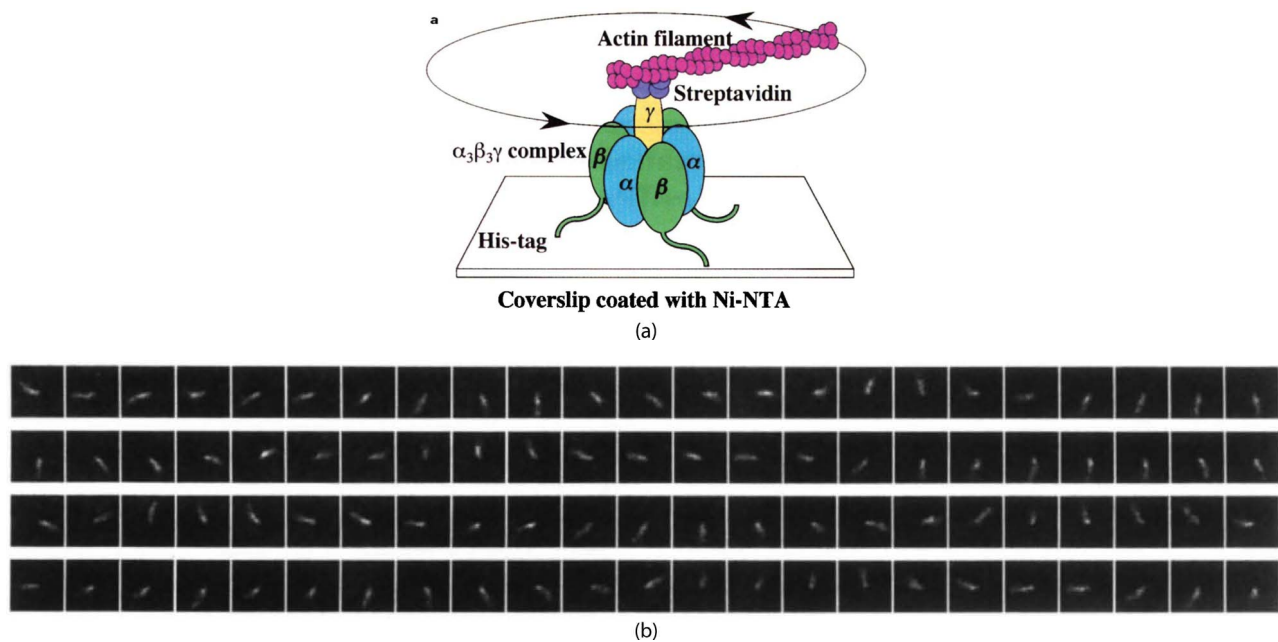 a
Actin filament
Streptavidin
γ
α₃β₃γ complex
β
α
α
β
His-tag
Coverslip coated with Ni-NTA
(a)
(b)